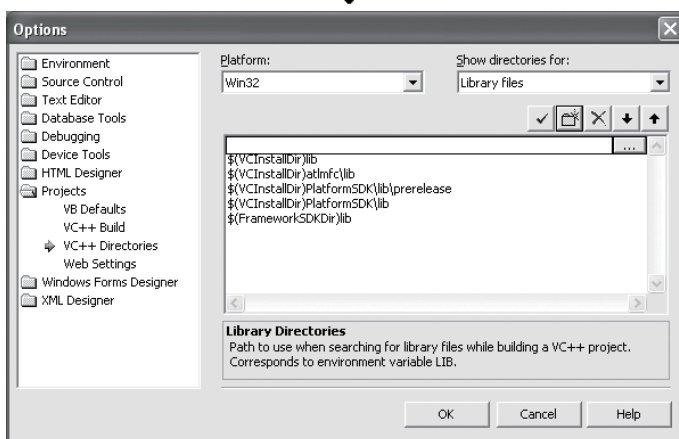 Options
Environment
Source Control
Text Editor
Database Tools
Debugging
Device Tools
HTML Designer
Projects
VB Defaults
VC++ Build
VC++ Directories
Web Settings
Windows Forms Designer
XML Designer
Platform:
Win32
Show directories for:
Library files
...
$(VCInstallDir)lib
$(VCInstallDir)atlmfc\lib
$(VCInstallDir)PlatformSDK\lib\prerelease
$(VCInstallDir)PlatformSDK\lib
$(FrameworkSDKDir)lib
Library Directories
Path to use when searching for library files while building a VC++ project.
Corresponds to environment variable LIB.
OK
Cancel
Help